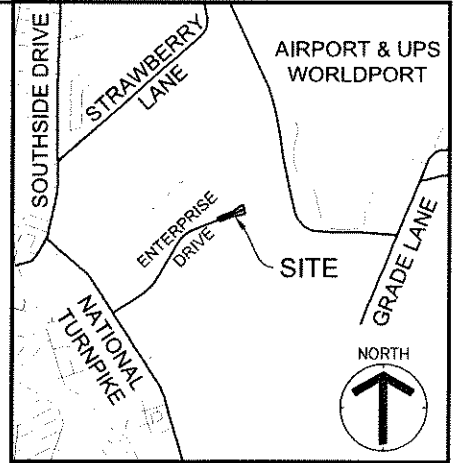 SOUTHSIDE DRIVE
STRAWBERRY
LANE
AIRPORT & UPS
WORLDPORT
ENTERPRISE
DRIVE
SITE
GRADE LANE
NATIONAL
TURNPIKE
NORTH